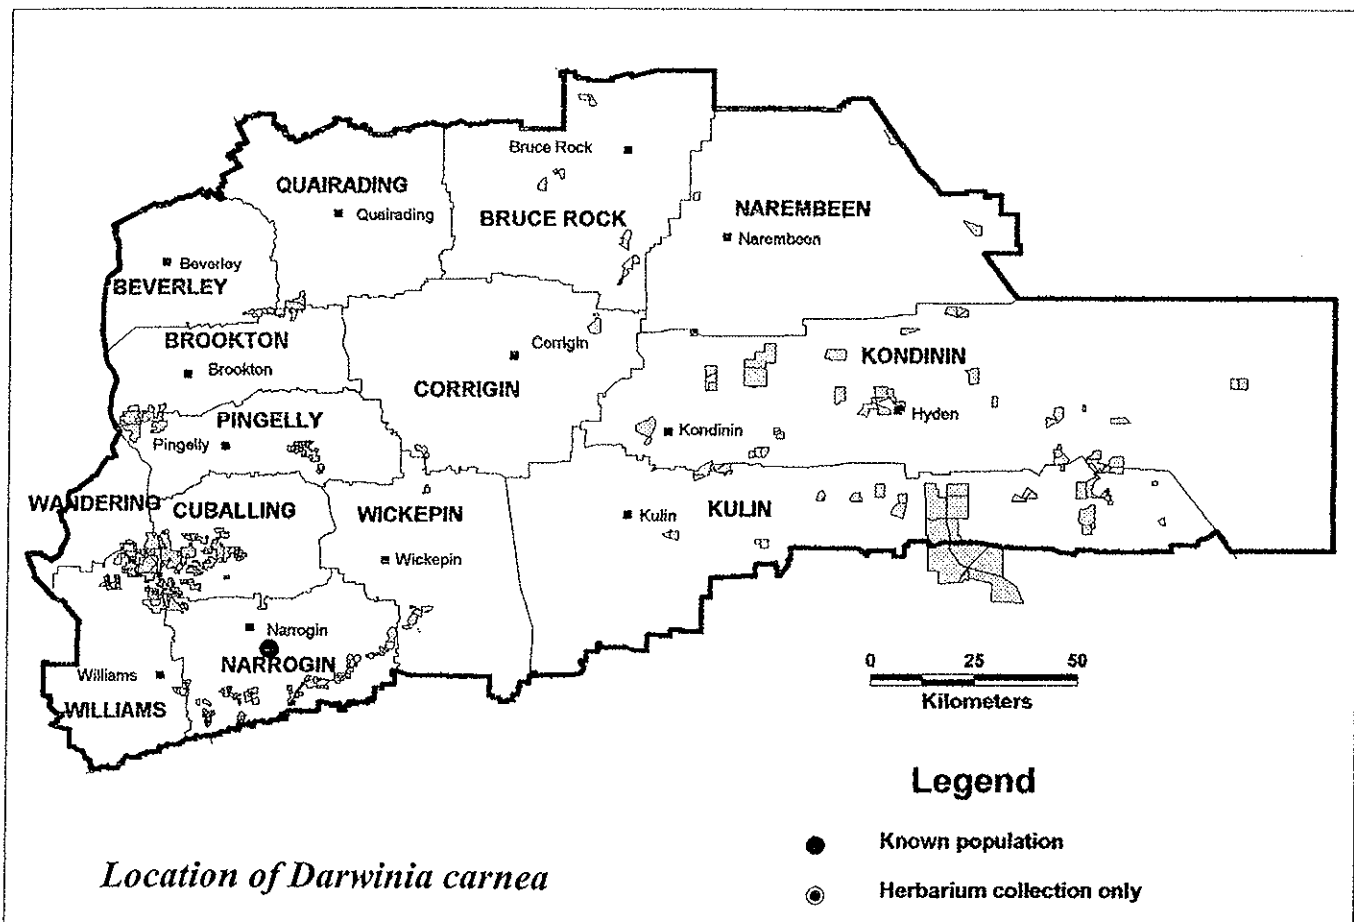 Bruce Rock
QUAIRADING
Quairading
BRUCE ROCK
NAREMBEEN
Narembeen
Beverley
BEVERLEY
BROOKTON
Brookton
Corrigin
CORRIGIN
KONDININ
Hyden
Kondinin
PINGELLY
Pingelly
WANDERING
CUBALLING
WICKEPIN
Wickepin
Kulin
KULIN
Narrogin
NARROGIN
Williams
WILLIAMS
0 25 50
Kilometers
Legend
Known population
Herbarium collection only
Location of Darwinia carnea